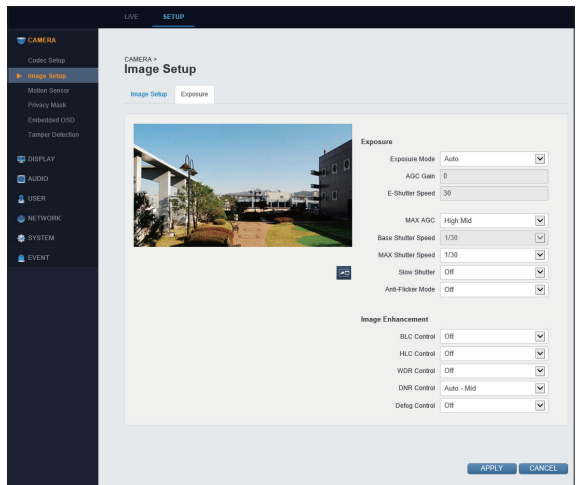 LIVE SETUP
CAMERA
Codec Setup
Image Setup
Motion Sensor
Privacy Mask
Embedded OSD
Tamper Detection
DISPLAY
AUDIO
USER
NETWORK
SYSTEM
EVENT
CAMERA >
Image Setup
Image Setup Exposure
Exposure
Exposure Mode Auto
AGC Gain 0
E-Shutter Speed 30
MAX AGC High Mid
Base Shutter Speed 1/30
MAX Shutter Speed 1/30
Slow Shutter Off
Anti-Flicker Mode Off
Image Enhancement
BLC Control Off
HLC Control Off
WDR Control Off
DNR Control Auto - Mid
Defog Control Off
APPLY CANCEL